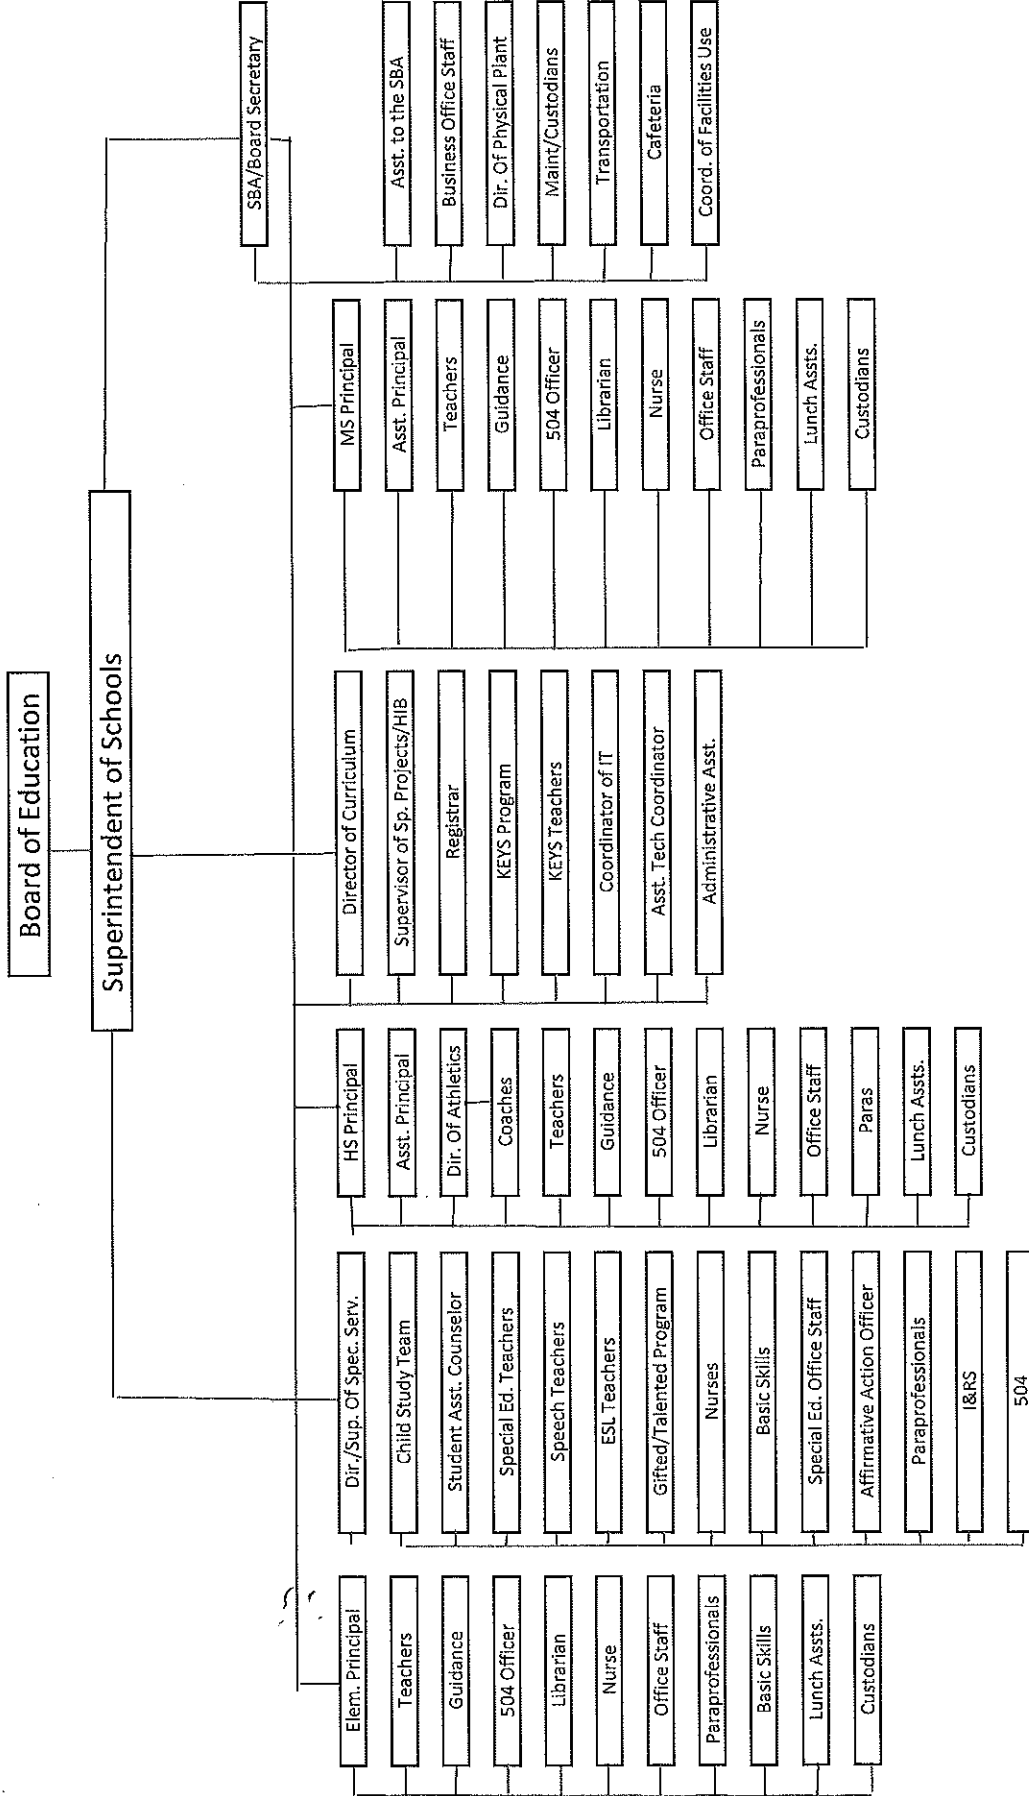 Board of Education
Superintendent of Schools
SBA/Board Secretary
Elem. Principal
Teachers
Guidance
504 Officer
Librarian
Nurse
Office Staff
Paraprofessionals
Basic Skills
Lunch Assts.
Custodians
Dir./Sup. Of Spec. Serv.
Child Study Team
Student Asst. Counselor
Special Ed. Teachers
Speech Teachers
ESL Teachers
Gifted/Talented Program
Nurses
Basic Skills
Special Ed. Office Staff
Affirmative Action Officer
Paraprofessionals
I&RS
504
HS Principal
Asst. Principal
Dir. Of Athletics
Coaches
Teachers
Guidance
504 Officer
Librarian
Nurse
Office Staff
Paras
Lunch Assts.
Custodians
Director of Curriculum
Supervisor of Sp. Projects/HIB
Registrar
KEYS Program
KEYS Teachers
Coordinator of IT
Asst. Tech Coordinator
Administrative Asst.
MS Principal
Asst. Principal
Teachers
Guidance
504 Officer
Librarian
Nurse
Office Staff
Paraprofessionals
Lunch Assts.
Custodians
Asst. to the SBA
Business Office Staff
Dir. Of Physical Plant
Maint/Custodians
Transportation
Cafeteria
Coord. of Facilities Use